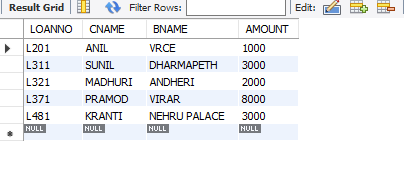 Result Grid Filter Rows: Edit:
LOANNO CNAME BNAME AMOUNT
L201 ANIL VRCE 1000
L311 SUNIL DHARMAPETH 3000
L321 MADHURI ANDHERI 2000
L371 PRAMOD VIRAR 8000
L481 KRANTI NEHRU PALACE 3000
NULL NULL NULL NULL